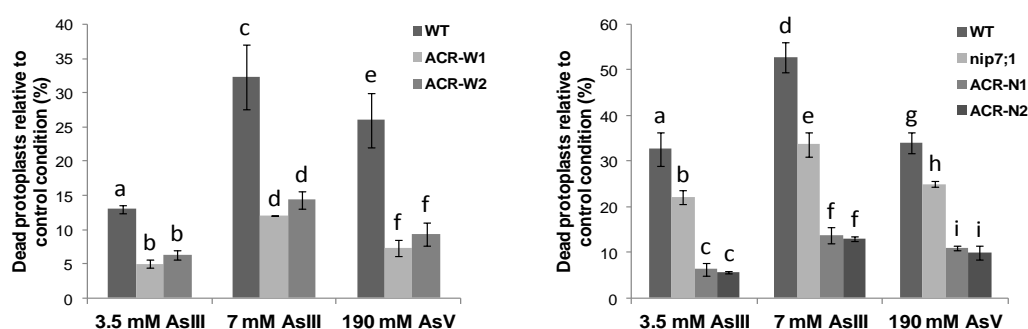 Dead protoplasts relative to
control condition (%)
40
35
30
25
20
15
10
5
0
a
b
b
c
d
d
e
f
f
WT
ACR-W1
ACR-W2
3.5 mM AsIII
7 mM AsIII
190 mM AsV
Dead protoplasts relative to
control condition (%)
60
50
40
30
20
10
0
a
b
c
c
d
e
f
f
g
h
i
i
WT
nip7;1
ACR-N1
ACR-N2
3.5 mM AsIII
7 mM AsIII
190 mM AsV